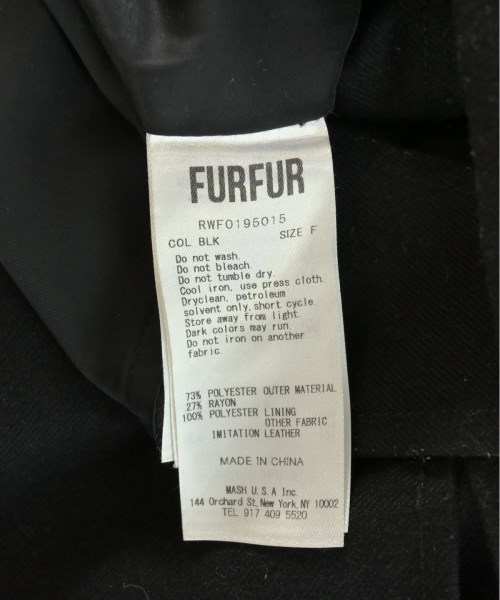 FURFUR
RWF0195015
COL BLK SIZE F
Do not wash.
Do not bleach.
Do not tumble dry.
Cool iron, use press cloth.
Dryclean, petroleum
solvent only, short cycle.
Store away from light.
Dark colors may run.
Do not iron on another
fabric.
73% POLYESTER OUTER MATERIAL
27% RAYON
100% POLYESTER LINING
OTHER FABRIC
IMITATION LEATHER
MADE IN CHINA
MASH U.S.A Inc.
144 Orchard St. New York, NY 10002
TEL 917 409 5520